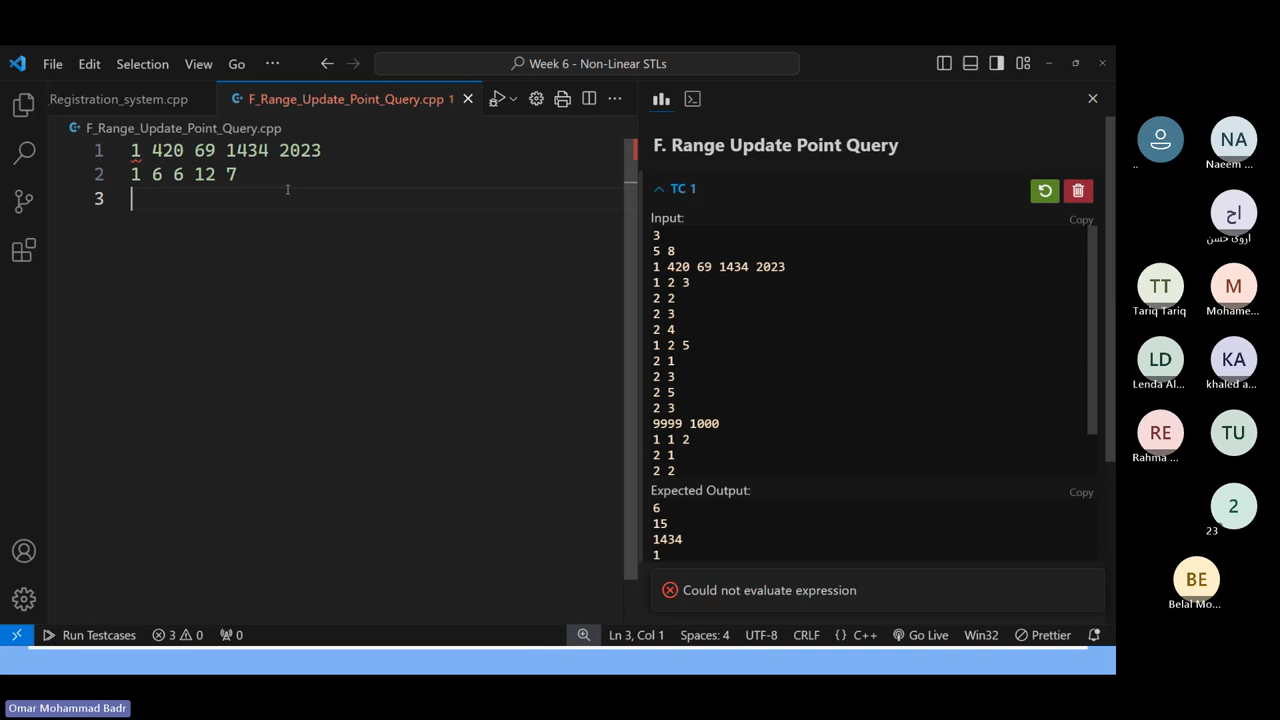 File Edit Selection View Go ··· Week 6 - Non-Linear STLs
Registration_system.cpp F_Range_Update_Point_Query.cpp 1
F_Range_Update_Point_Query.cpp
1 1 420 69 1434 2023
2 1 6 6 12 7
3
F. Range Update Point Query
TC 1
Input:
Copy
3
5 8
1 420 69 1434 2023
1 2 3
2 2
2 3
2 4
1 2 5
2 1
2 3
2 5
2 3
9999 1000
1 1 2
2 1
2 2
Expected Output:
Copy
6
15
1434
1
Could not evaluate expression
Run Testcases 3 0 0 Ln 3, Col 1 Spaces: 4 UTF-8 CRLF {} C++ Go Live Win32 Prettier
..
NA
Naeem ...
اح
اروى حسن
TT
Tariq Tariq
M
Mohame...
LD
Lenda Al...
KA
khaled a...
RE
Rahma ...
TU
2
23
BE
Belal Mo...
Omar Mohammad Badr